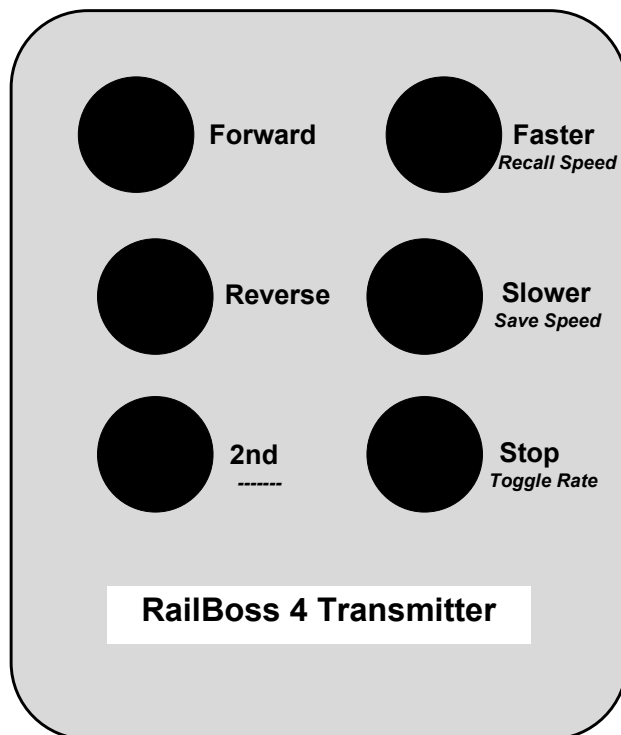 Forward
Faster
Recall Speed
Reverse
Slower
Save Speed
2nd
-------
Stop
Toggle Rate
RailBoss 4 Transmitter